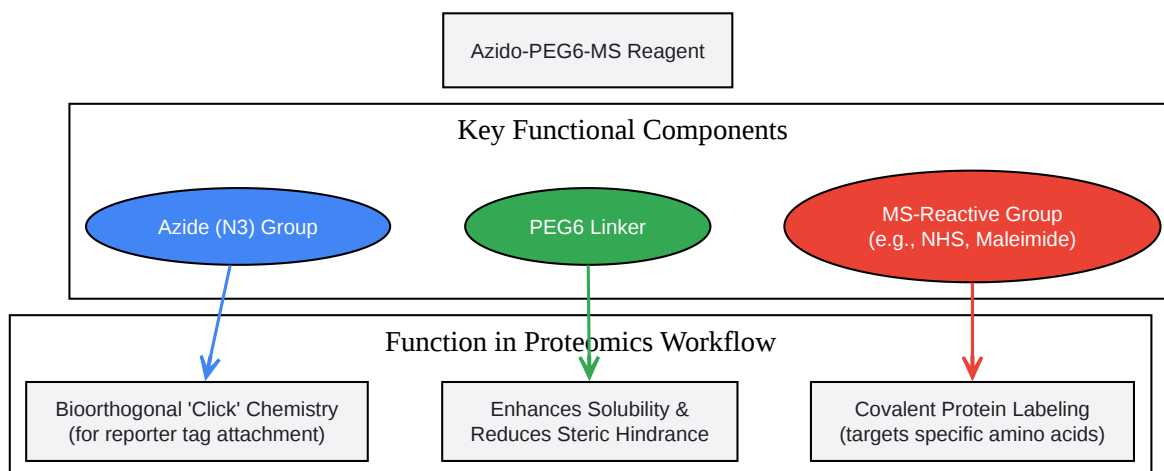 Azido-PEG6-MS Reagent
Key Functional Components
Azide (N3) Group
PEG6 Linker
MS-Reactive Group
(e.g., NHS, Maleimide)
Function in Proteomics Workflow
Bioorthogonal 'Click' Chemistry
(for reporter tag attachment)
Enhances Solubility &
Reduces Steric Hindrance
Covalent Protein Labeling
(targets specific amino acids)